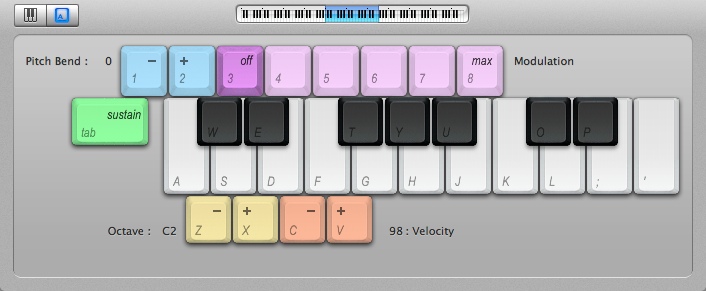 A
Pitch Bend : 0 − + off max Modulation
1 2 3 4 5 6 7 8
sustain
tab
W E T Y U O P
A S D F G H J K L ; '
Octave : C2 − + − + 98 : Velocity
Z X C V